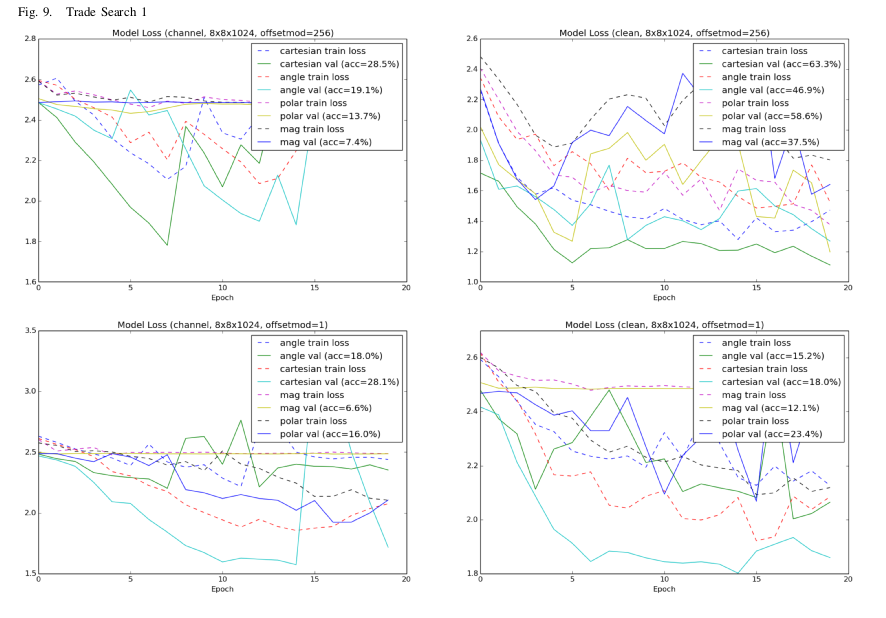 Fig. 9. Trade Search 1
Model Loss (channel, 8x8x1024, offsetmod=256)
2.8
2.6
2.4
2.2
2.0
1.8
1.6
0
5
10
15
20
Epoch
cartesian train loss
cartesian val (acc=28.5%)
angle train loss
angle val (acc=19.1%)
polar train loss
polar val (acc=13.7%)
mag train loss
mag val (acc=7.4%)
Model Loss (clean, 8x8x1024, offsetmod=256)
2.6
2.4
2.2
2.0
1.8
1.6
1.4
1.2
1.0
0
5
10
15
20
Epoch
cartesian train loss
cartesian val (acc=63.3%)
angle train loss
angle val (acc=46.9%)
polar train loss
polar val (acc=58.6%)
mag train loss
mag val (acc=37.5%)
Model Loss (channel, 8x8x1024, offsetmod=1)
3.5
3.0
2.5
2.0
1.5
0
5
10
15
20
Epoch
angle train loss
angle val (acc=18.0%)
cartesian train loss
cartesian val (acc=28.1%)
mag train loss
mag val (acc=6.6%)
polar train loss
polar val (acc=16.0%)
Model Loss (clean, 8x8x1024, offsetmod=1)
2.6
2.4
2.2
2.0
1.8
0
5
10
15
20
Epoch
angle train loss
angle val (acc=15.2%)
cartesian train loss
cartesian val (acc=18.0%)
mag train loss
mag val (acc=12.1%)
polar train loss
polar val (acc=23.4%)